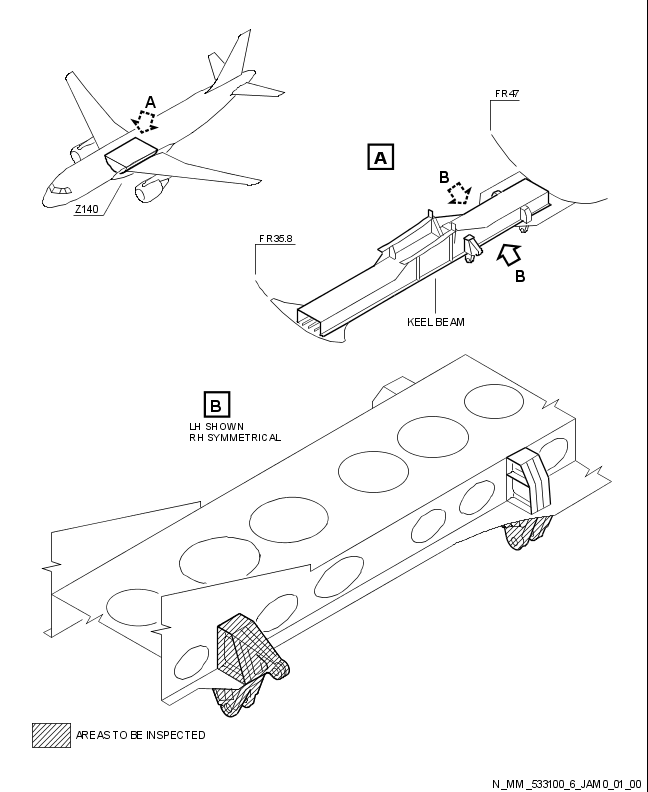 A
Z140
FR47
A
B
FR35.8
B
KEEL BEAM
B
LH SHOWN
RH SYMMETRICAL
AREAS TO BE INSPECTED
N_MM_533100_6_JAM0_01_00